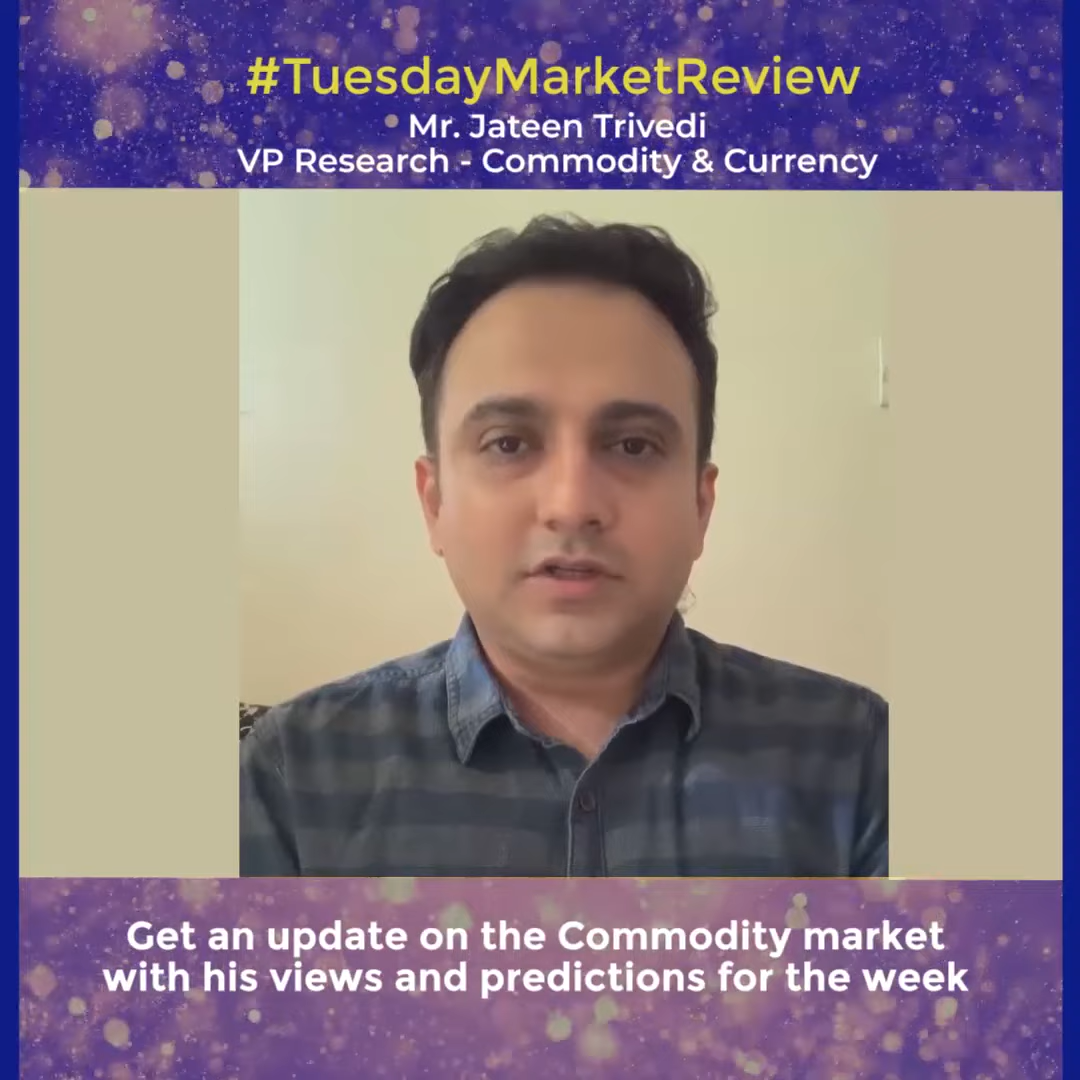 #TuesdayMarketReview
Mr. Jateen Trivedi
VP Research - Commodity & Currency
Get an update on the Commodity market
with his views and predictions for the week